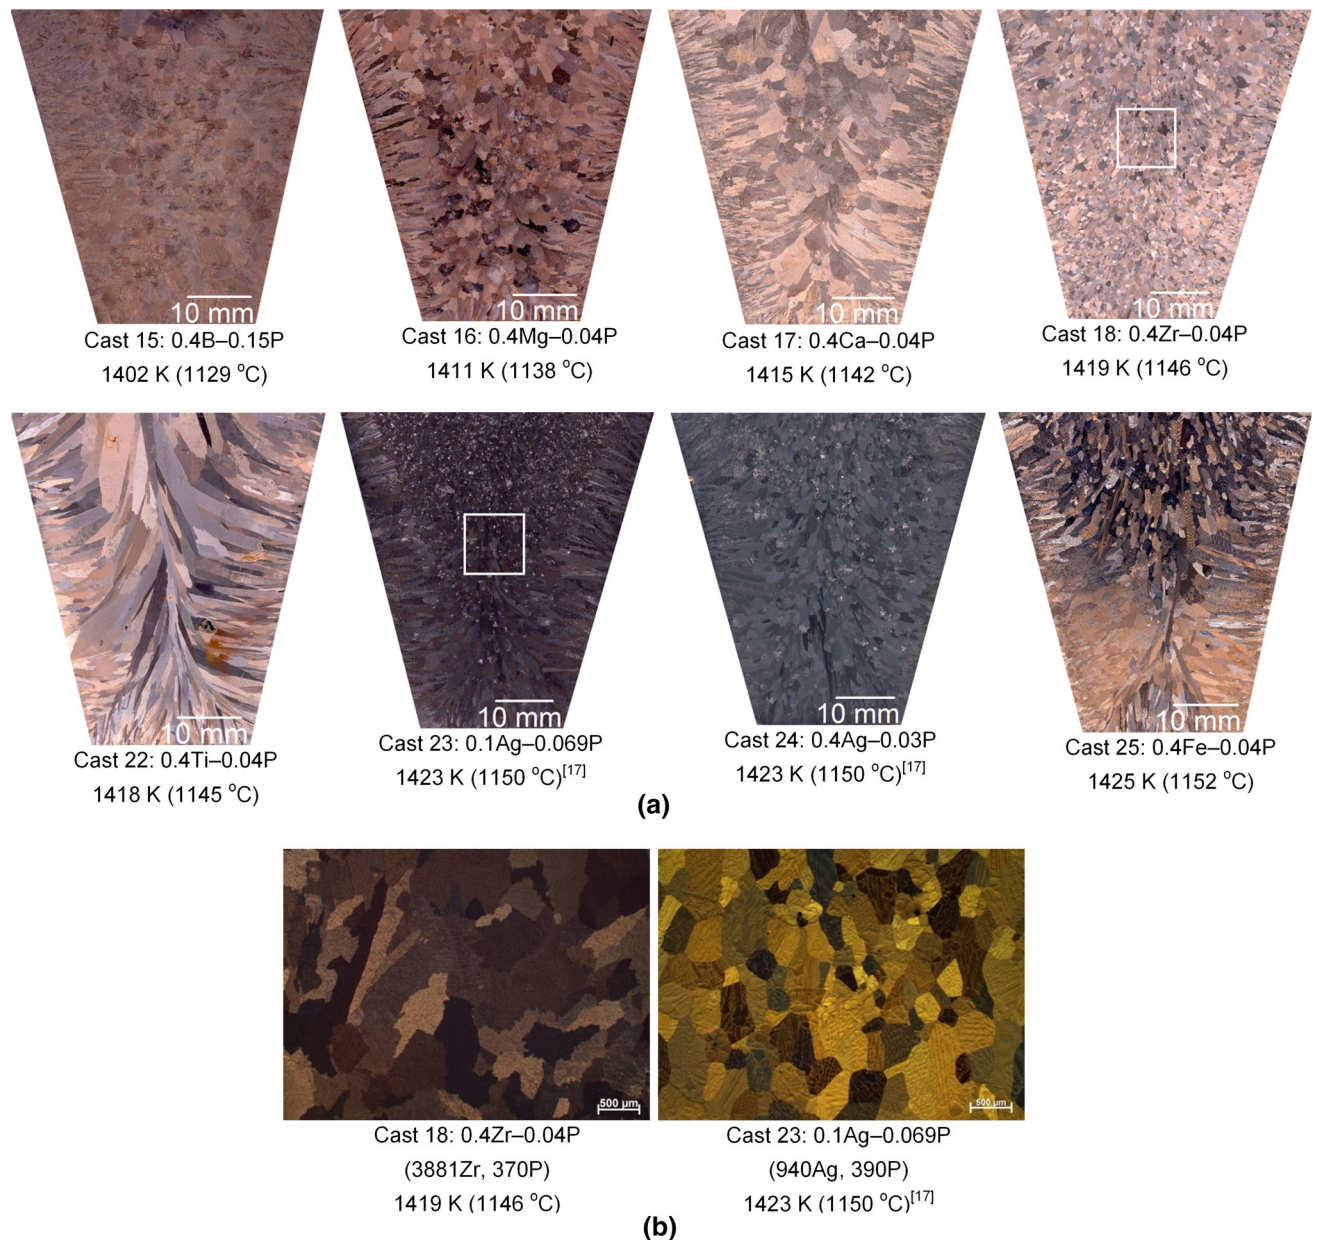 10 mm
10 mm
10 mm
10 mm
Cast 15: 0.4B–0.15P
1402 K (1129 °C)
Cast 16: 0.4Mg–0.04P
1411 K (1138 °C)
Cast 17: 0.4Ca–0.04P
1415 K (1142 °C)
Cast 18: 0.4Zr–0.04P
1419 K (1146 °C)
10 mm
10 mm
10 mm
10 mm
Cast 22: 0.4Ti–0.04P
1418 K (1145 °C)
Cast 23: 0.1Ag–0.069P
1423 K (1150 °C)[17]
Cast 24: 0.4Ag–0.03P
1423 K (1150 °C)[17]
Cast 25: 0.4Fe–0.04P
1425 K (1152 °C)
(a)
500 µm
500 µm
Cast 18: 0.4Zr–0.04P
(3881Zr, 370P)
1419 K (1146 °C)
Cast 23: 0.1Ag–0.069P
(940Ag, 390P)
1423 K (1150 °C)[17]
(b)